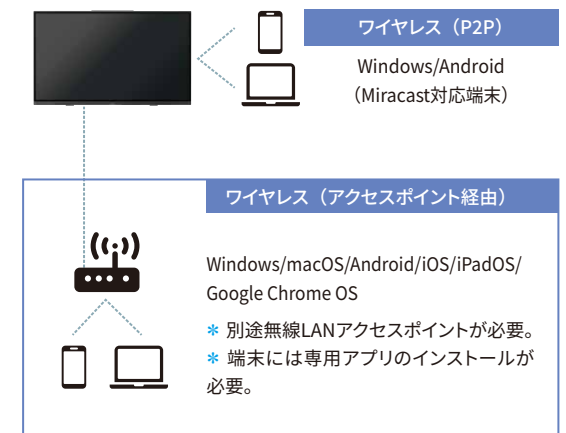 ワイヤレス（P2P）
Windows/Android
（Miracast対応端末）
ワイヤレス（アクセスポイント経由）
Windows/macOS/Android/iOS/iPadOS/
Google Chrome OS
＊ 別途無線LANアクセスポイントが必要。
＊ 端末には専用アプリのインストールが
必要。